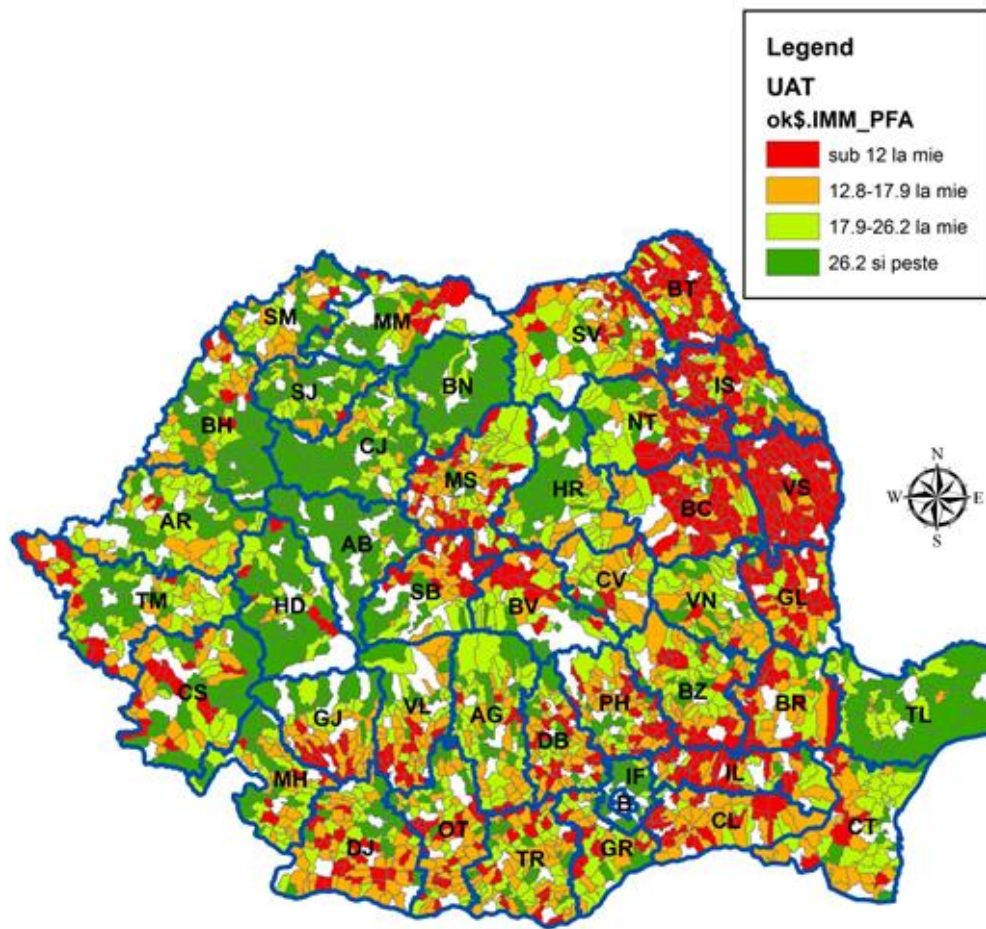 Legend
UAT
ok$.IMM_PFA
sub 12 la mie
12.8-17.9 la mie
17.9-26.2 la mie
26.2 si peste
BT
SM
MM
SV
IS
BN
SJ
BH
NT
CJ
MS
HR
VS
BC
N
W
E
S
AR
AB
CV
SB
TM
HD
BV
VN
GL
CS
BZ
PH
BR
GJ
VL
AG
TL
DB
MH
IF
IL
B
CL
OT
CT
DJ
TR
GR